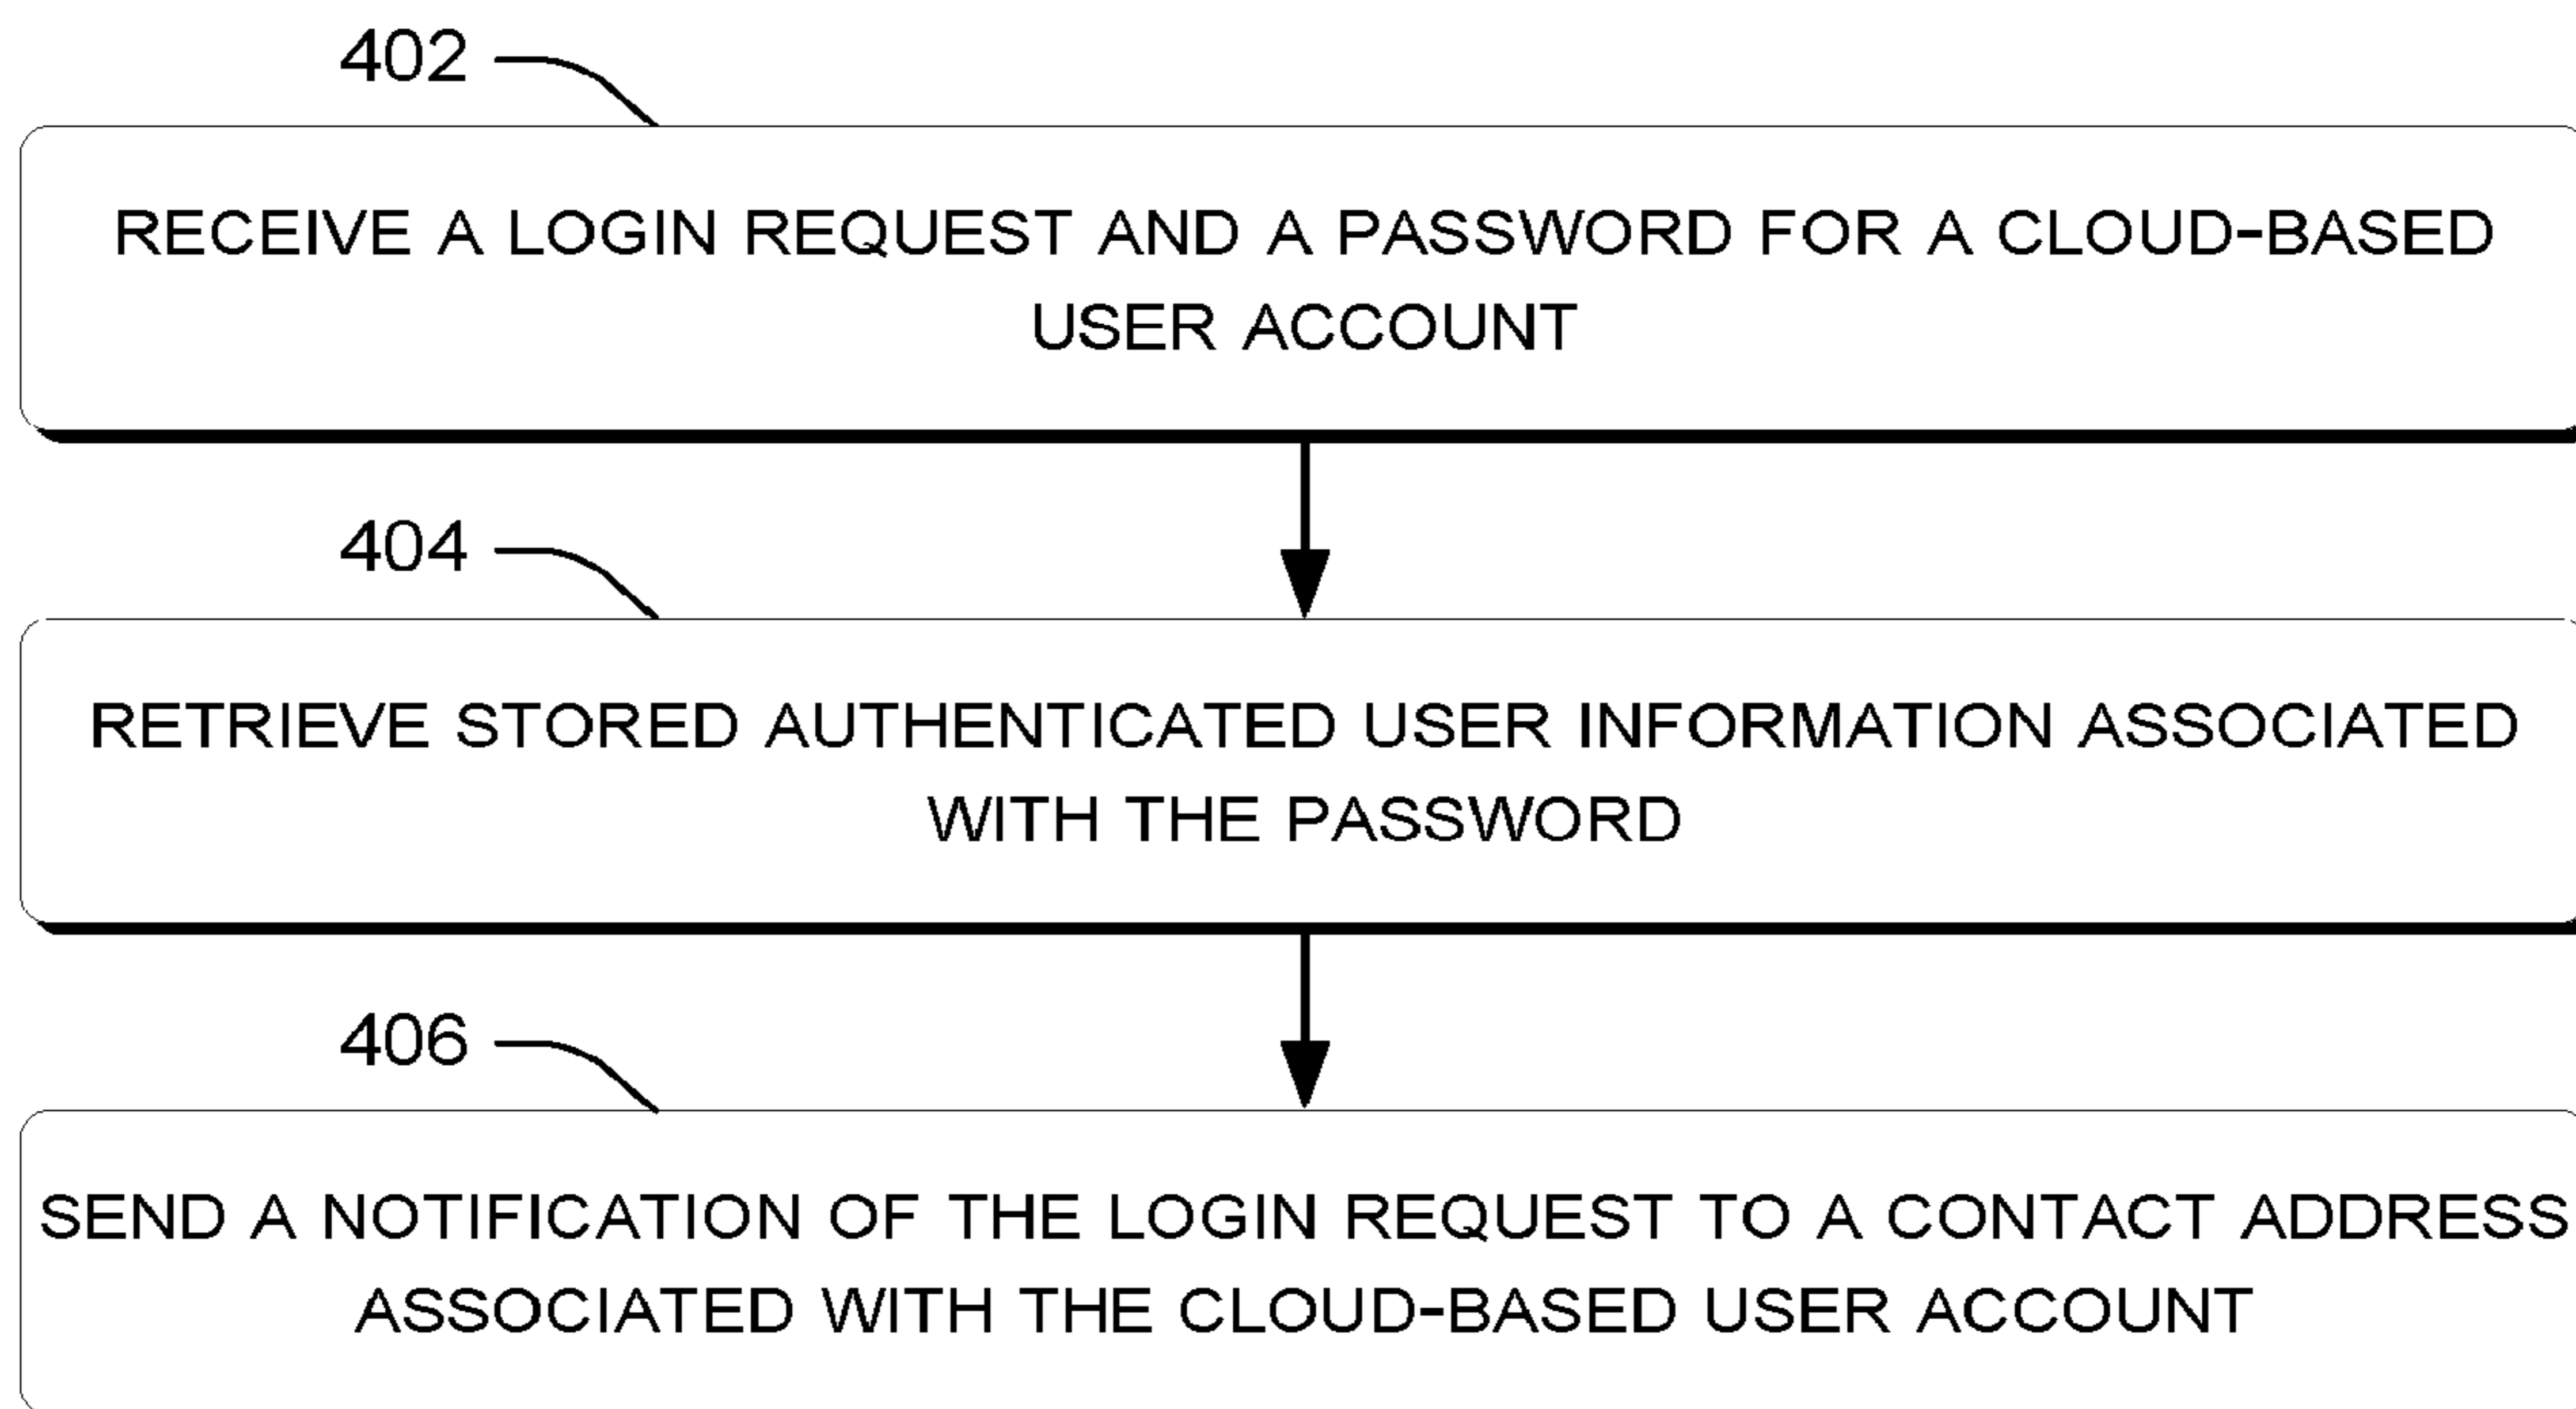 402
RECEIVE A LOGIN REQUEST AND A PASSWORD FOR A CLOUD-BASED
USER ACCOUNT
404
RETRIEVE STORED AUTHENTICATED USER INFORMATION ASSOCIATED
WITH THE PASSWORD
406
SEND A NOTIFICATION OF THE LOGIN REQUEST TO A CONTACT ADDRESS
ASSOCIATED WITH THE CLOUD-BASED USER ACCOUNT